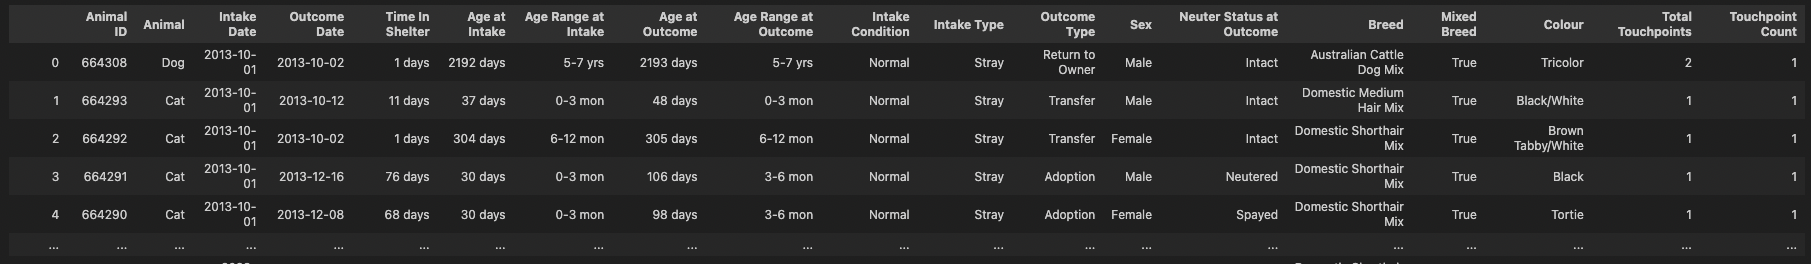 Animal ID Animal Intake Date Outcome Date Time In Shelter Age at Intake Age Range at Intake Age at Outcome Age Range at Outcome Intake Condition Intake Type Outcome Type Sex Neuter Status at Outcome Breed Mixed Breed Colour Total Touchpoints Touchpoint Count
0 664308 Dog 2013-10-01 2013-10-02 1 days 2192 days 5-7 yrs 2193 days 5-7 yrs Normal Stray Return to Owner Male Intact Australian Cattle Dog Mix True Tricolor 2 1
1 664293 Cat 2013-10-01 2013-10-12 11 days 37 days 0-3 mon 48 days 0-3 mon Normal Stray Transfer Male Intact Domestic Medium Hair Mix True Black/White 1 1
2 664292 Cat 2013-10-01 2013-10-02 1 days 304 days 6-12 mon 305 days 6-12 mon Normal Stray Transfer Female Intact Domestic Shorthair Mix True Brown Tabby/White 1 1
3 664291 Cat 2013-10-01 2013-12-16 76 days 30 days 0-3 mon 106 days 3-6 mon Normal Stray Adoption Male Neutered Domestic Shorthair Mix True Black 1 1
4 664290 Cat 2013-10-01 2013-12-08 68 days 30 days 0-3 mon 98 days 3-6 mon Normal Stray Adoption Female Spayed Domestic Shorthair Mix True Tortie 1 1
... ... ... ... ... ... ... ... ... ... ... ... ... ... ... ... ... ... ... ...